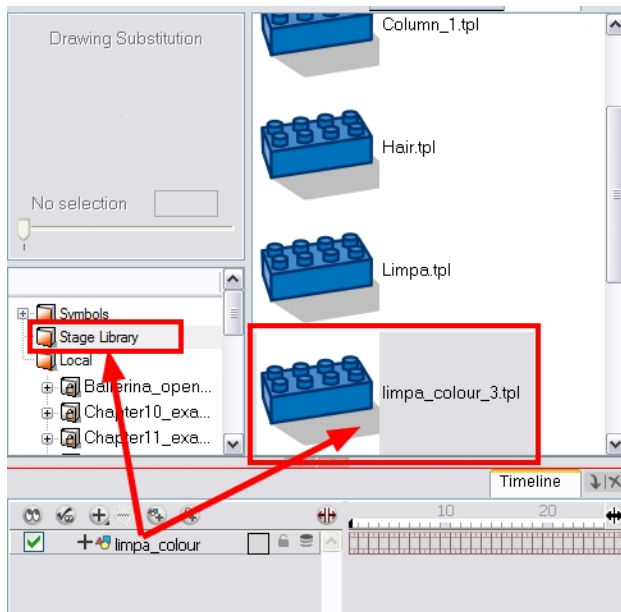 Drawing Substitution
No selection
Column_1.tpl
Hair.tpl
Limpa.tpl
limpa_colour_3.tpl
Symbols
Stage Library
Local
Ballerina_open...
Chapter10_exa...
Chapter11_exa...
Timeline
10 20
limpa_colour